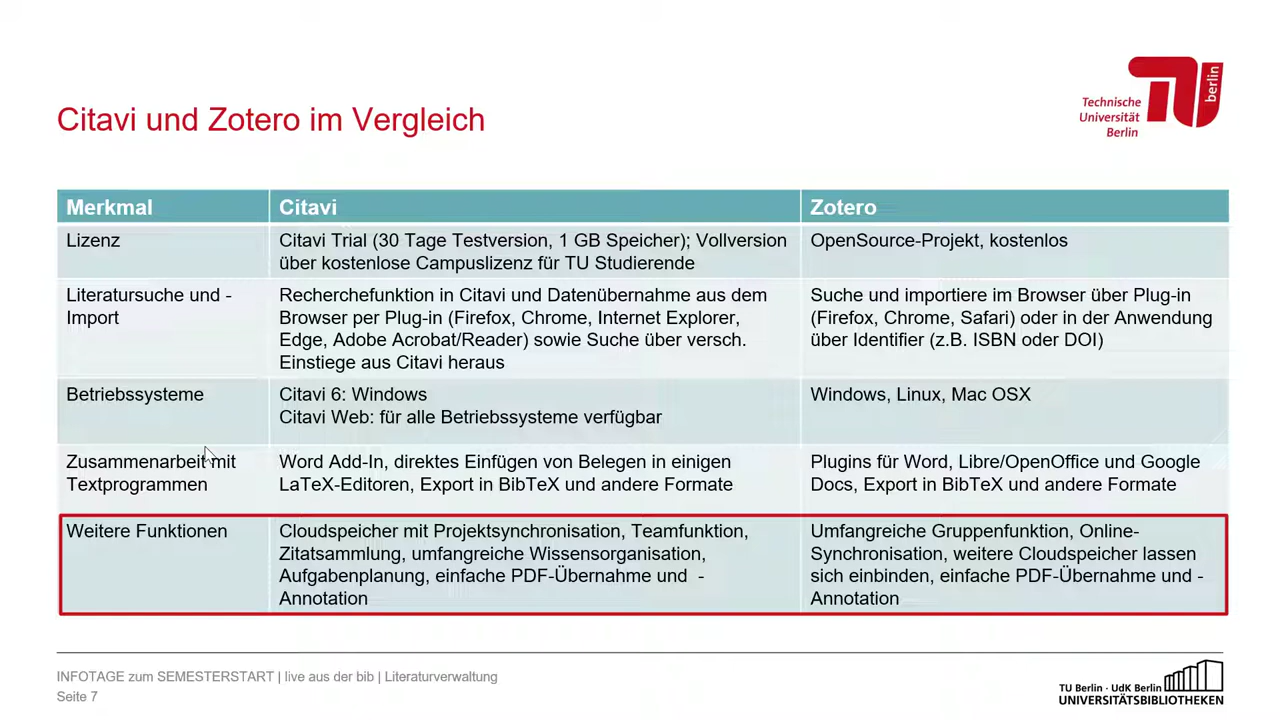 berlin
Technische
Universität
Berlin
Citavi und Zotero im Vergleich
Merkmal
Citavi
Zotero
Lizenz
Citavi Trial (30 Tage Testversion, 1 GB Speicher); Vollversion
über kostenlose Campuslizenz für TU Studierende
OpenSource-Projekt, kostenlos
Literatursuche und -
Import
Recherchefunktion in Citavi und Datenübernahme aus dem
Browser per Plug-in (Firefox, Chrome, Internet Explorer,
Edge, Adobe Acrobat/Reader) sowie Suche über versch.
Einstiege aus Citavi heraus
Suche und importiere im Browser über Plug-in
(Firefox, Chrome, Safari) oder in der Anwendung
über Identifier (z.B. ISBN oder DOI)
Betriebssysteme
Citavi 6: Windows
Citavi Web: für alle Betriebssysteme verfügbar
Windows, Linux, Mac OSX
Zusammenarbeit mit
Textprogrammen
Word Add-In, direktes Einfügen von Belegen in einigen
LaTeX-Editoren, Export in BibTeX und andere Formate
Plugins für Word, Libre/OpenOffice und Google
Docs, Export in BibTeX und andere Formate
Weitere Funktionen
Cloudspeicher mit Projektsynchronisation, Teamfunktion,
Zitatsammlung, umfangreiche Wissensorganisation,
Aufgabenplanung, einfache PDF-Übernahme und -
Annotation
Umfangreiche Gruppenfunktion, Online-
Synchronisation, weitere Cloudspeicher lassen
sich einbinden, einfache PDF-Übernahme und -
Annotation
INFOTAGE zum SEMESTERSTART | live aus der bib | Literaturverwaltung
Seite 7
TU Berlin · UdK Berlin
UNIVERSITÄTSBIBLIOTHEKEN